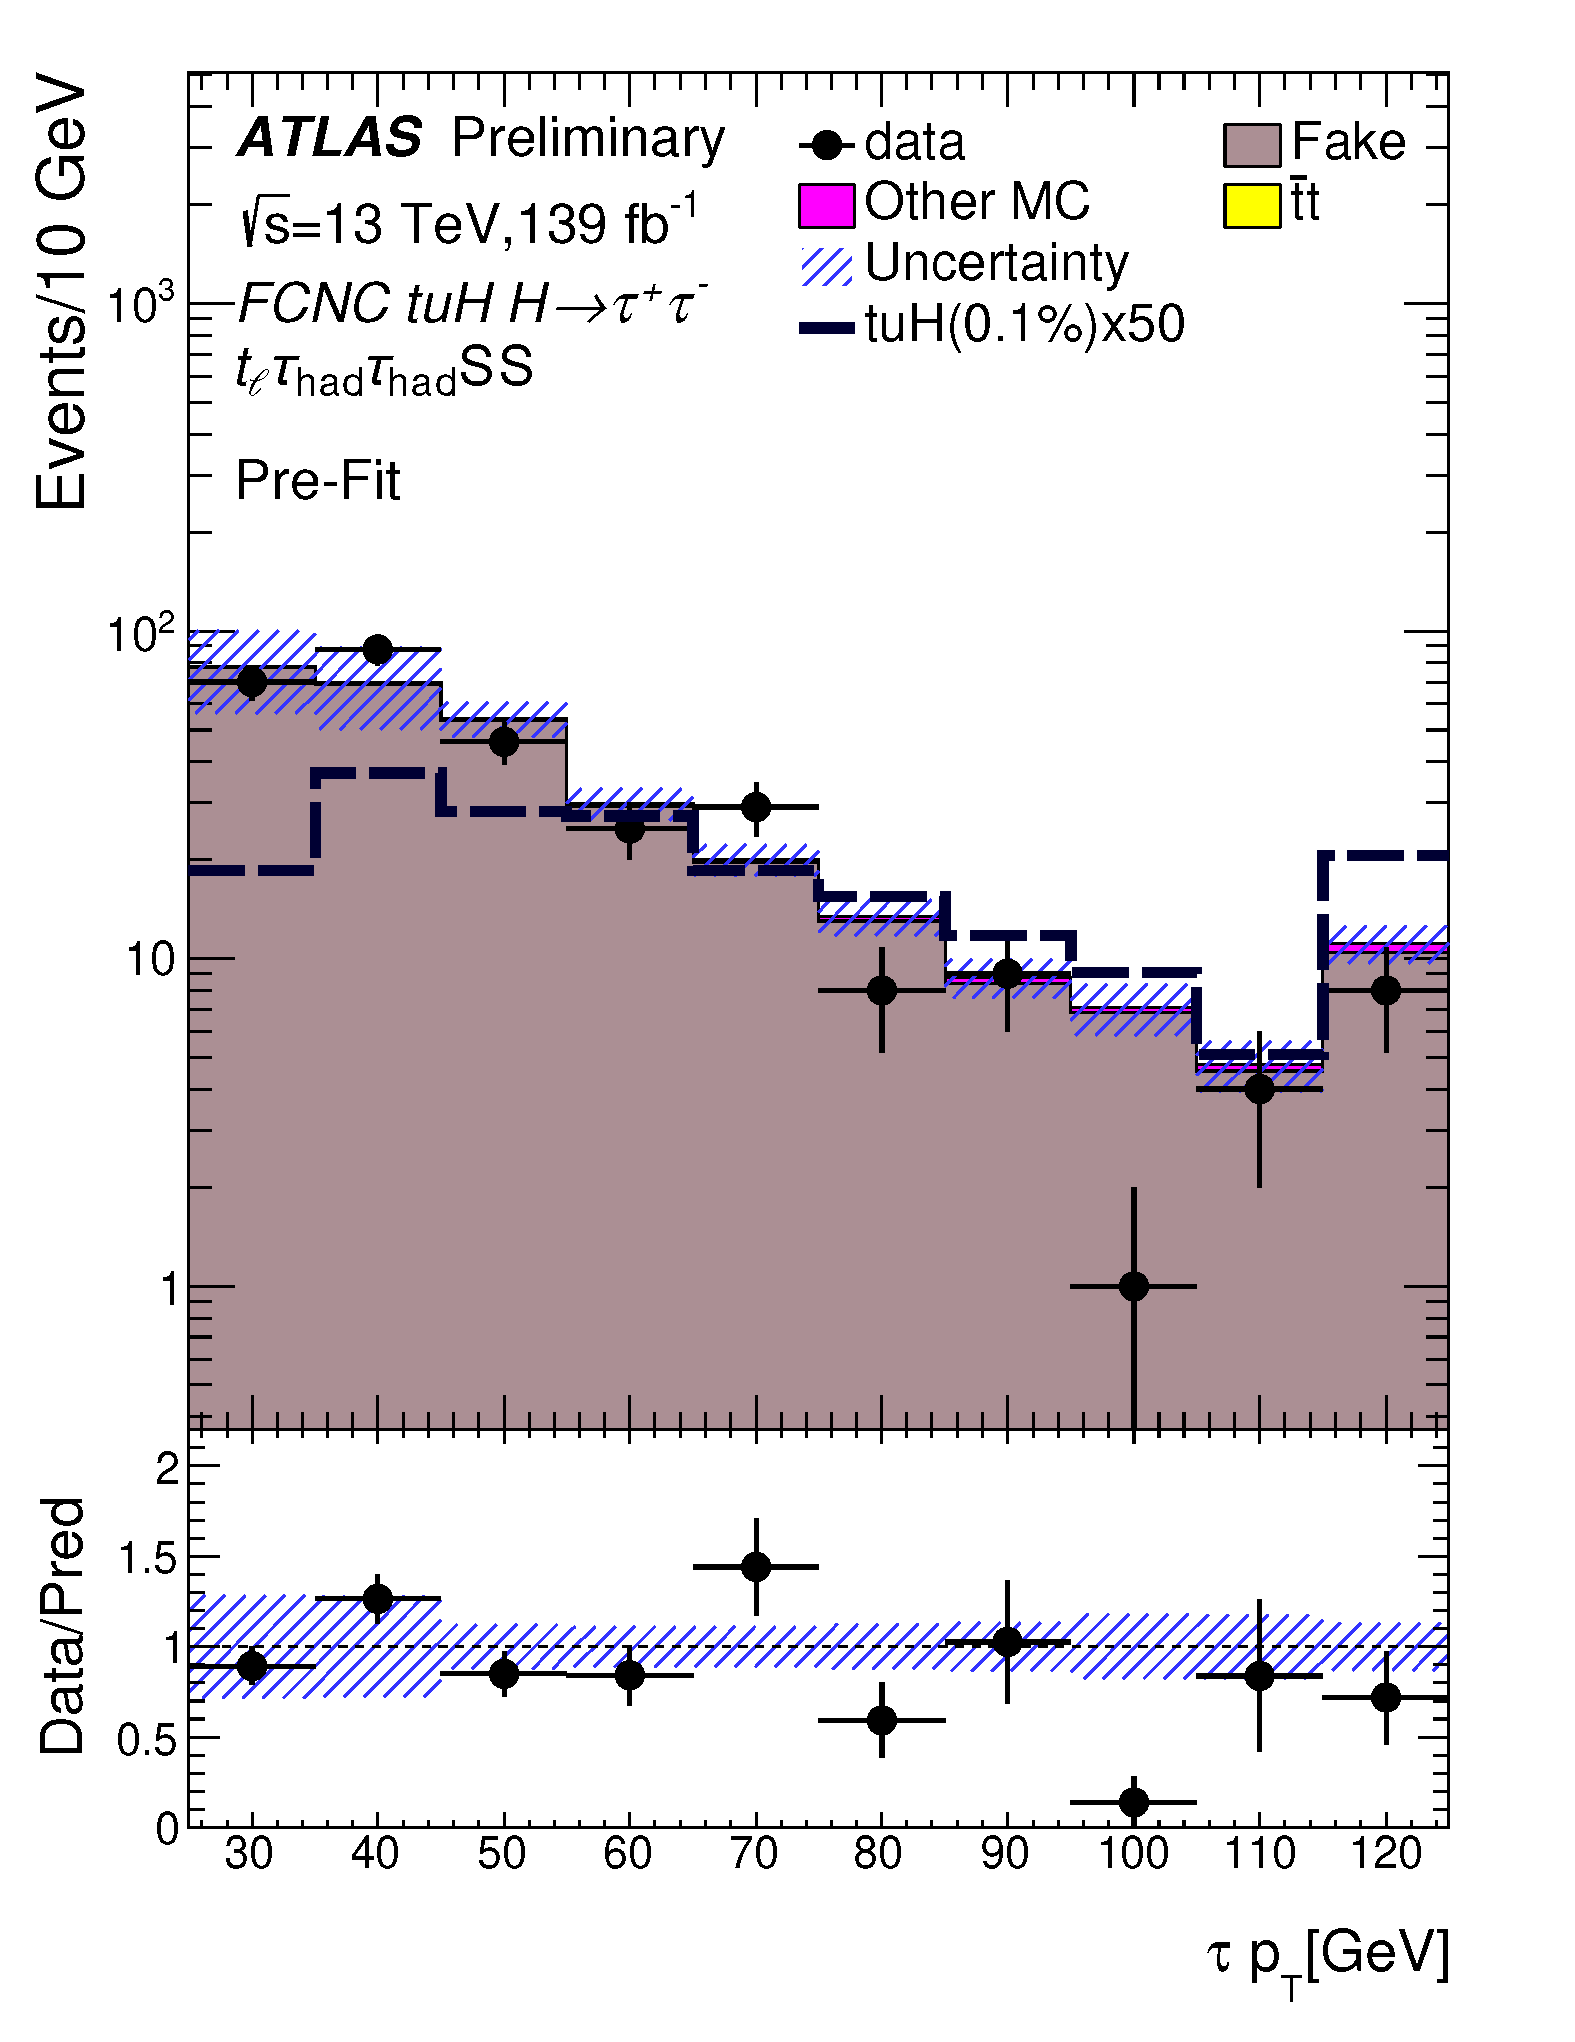 Events/10 GeV
ATLAS Preliminary
√s=13 TeV,139 fb⁻¹
FCNC tuH H→τ⁺τ⁻
tℓτhadτhadSS
Pre-Fit
data
Fake
Other MC
t̄t
Uncertainty
tuH(0.1%)x50
10³
10²
10
1
Data/Pred
2
1.5
1
0.5
0
30 40 50 60 70 80 90 100 110 120
τ pT[GeV]